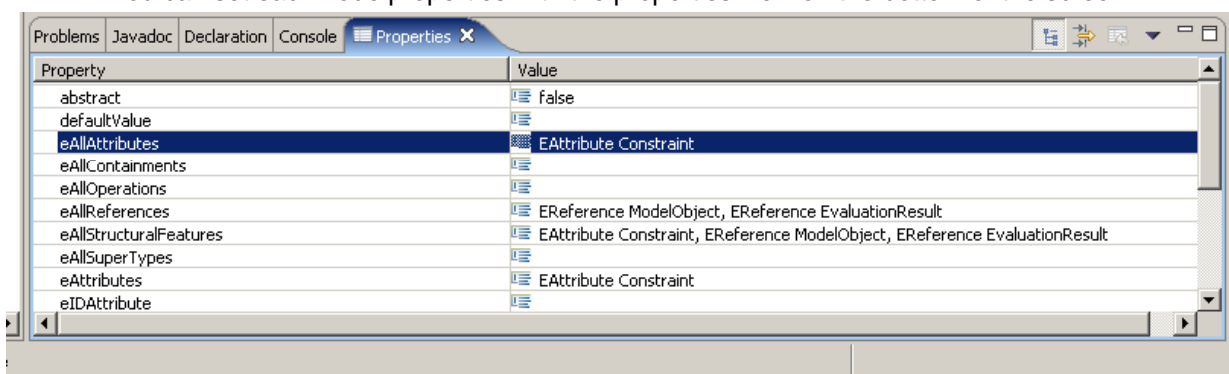 Problems Javadoc Declaration Console Properties
Property Value
abstract false
defaultValue
eAllAttributes EAttribute Constraint
eAllContainments
eAllOperations
eAllReferences EReference ModelObject, EReference EvaluationResult
eAllStructuralFeatures EAttribute Constraint, EReference ModelObject, EReference EvaluationResult
eAllSuperTypes
eAttributes EAttribute Constraint
eIDAttribute